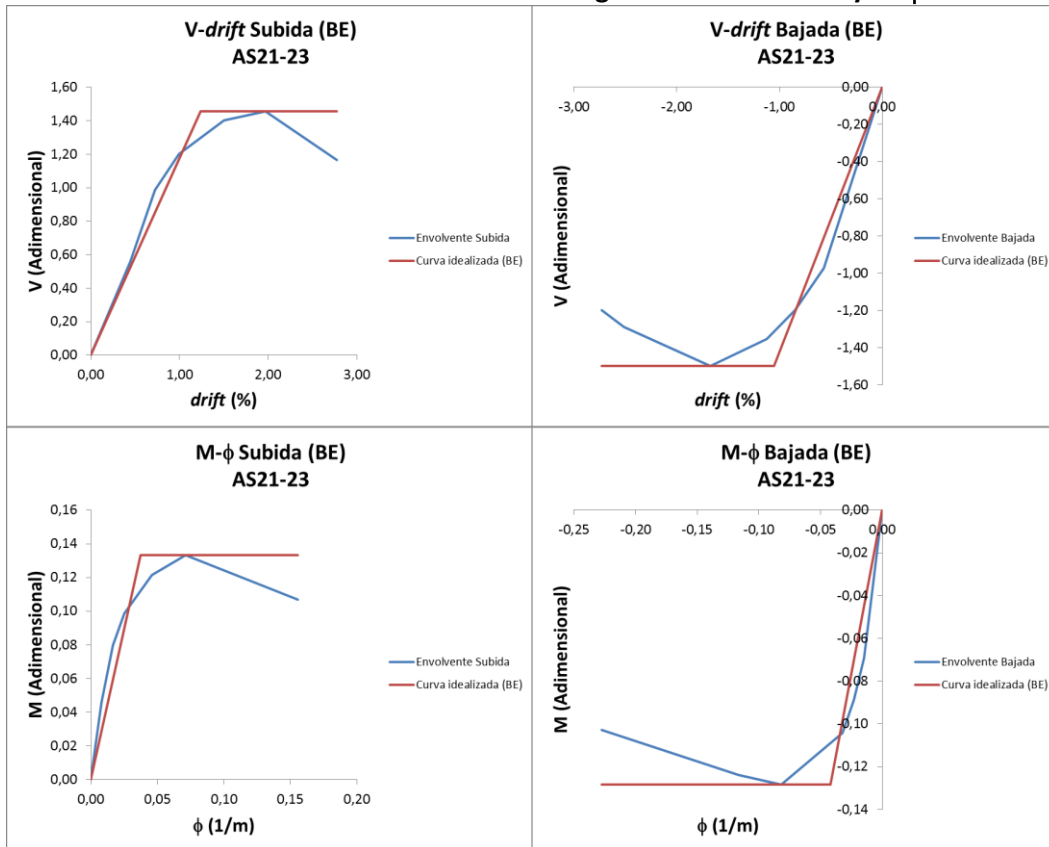 V-drift Subida (BE)
AS21-23
1,60
1,40
1,20
1,00
0,80
0,60
0,40
0,20
0,00
0,00 1,00 2,00 3,00
V (Adimensional)
drift (%)
Envolvente Subida
Curva idealizada (BE)
V-drift Bajada (BE)
AS21-23
-3,00 -2,00 -1,00 0,00
0,00
-0,20
-0,40
-0,60
-0,80
-1,00
-1,20
-1,40
-1,60
V (Adimensional)
drift (%)
Envolvente Bajada
Curva idealizada (BE)
M-ϕ Subida (BE)
AS21-23
0,16
0,14
0,12
0,10
0,08
0,06
0,04
0,02
0,00
0,00 0,05 0,10 0,15 0,20
M (Adimensional)
ϕ (1/m)
Envolvente Subida
Curva idealizada (BE)
M-ϕ Bajada (BE)
AS21-23
-0,25 -0,20 -0,15 -0,10 -0,05 0,00
0,00
-0,02
-0,04
-0,06
-0,08
-0,10
-0,12
-0,14
M (Adimensional)
ϕ (1/m)
Envolvente Bajada
Curva idealizada (BE)